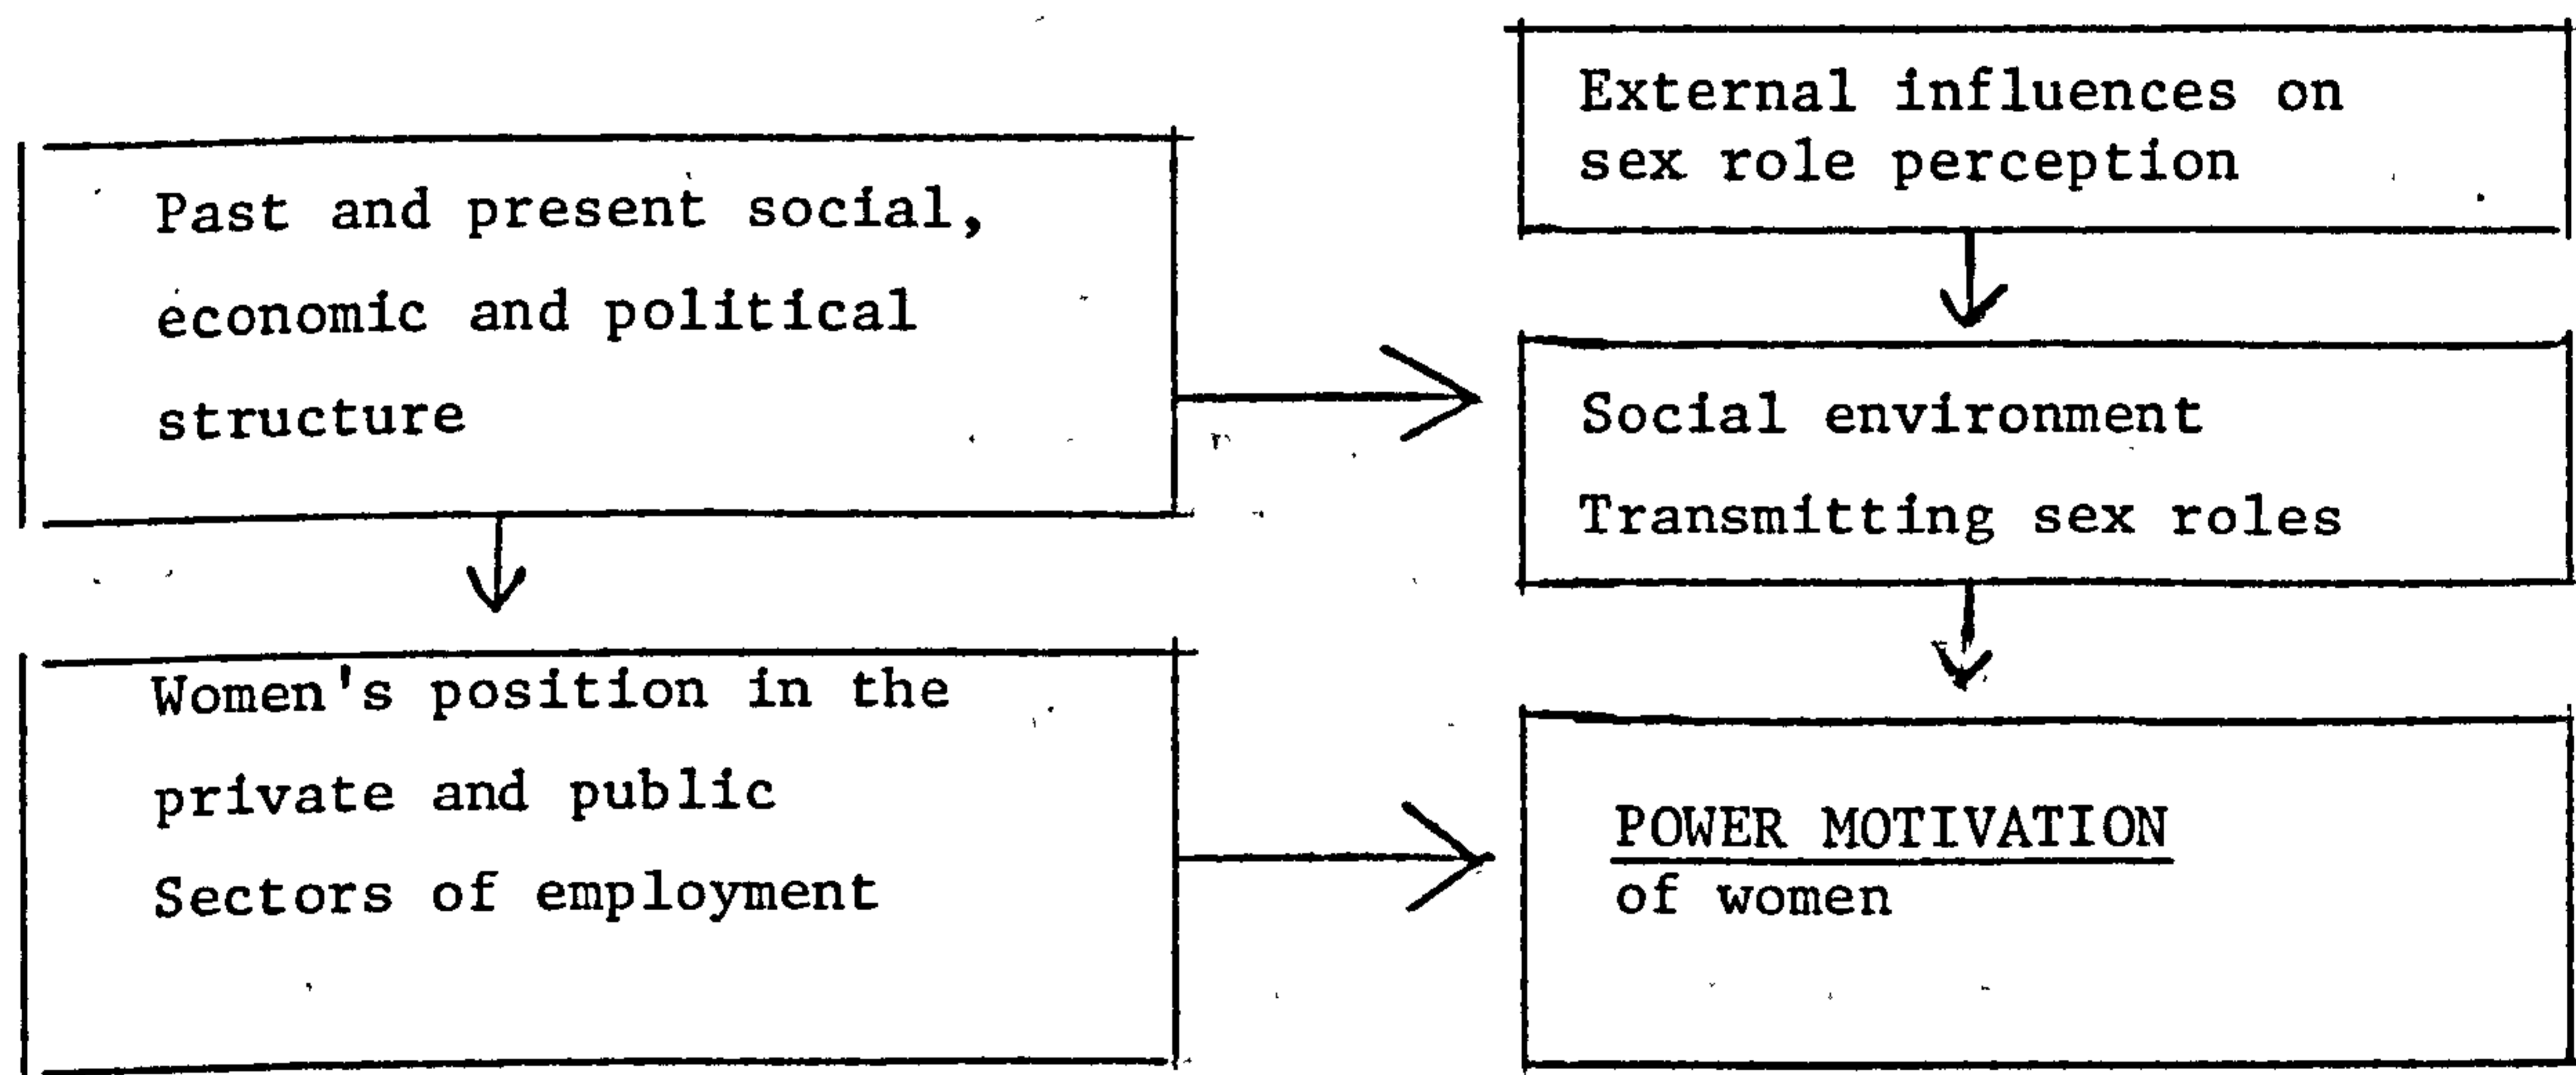 External influences on
sex role perception
Past and present social,
economic and political
structure
Social environment
Transmitting sex roles
Women's position in the
private and public
Sectors of employment
POWER MOTIVATION
of women